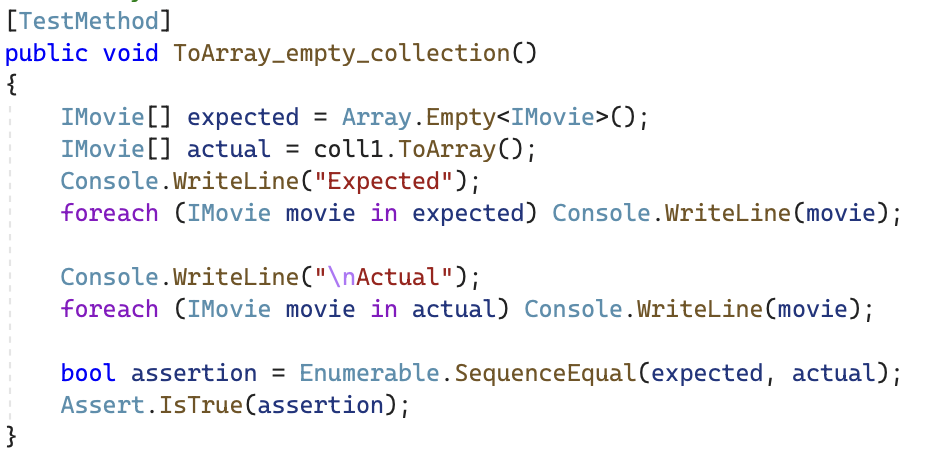 [TestMethod]
public void ToArray_empty_collection()
{
    IMovie[] expected = Array.Empty<IMovie>();
    IMovie[] actual = coll1.ToArray();
    Console.WriteLine("Expected");
    foreach (IMovie movie in expected) Console.WriteLine(movie);

    Console.WriteLine("\nActual");
    foreach (IMovie movie in actual) Console.WriteLine(movie);

    bool assertion = Enumerable.SequenceEqual(expected, actual);
    Assert.IsTrue(assertion);
}